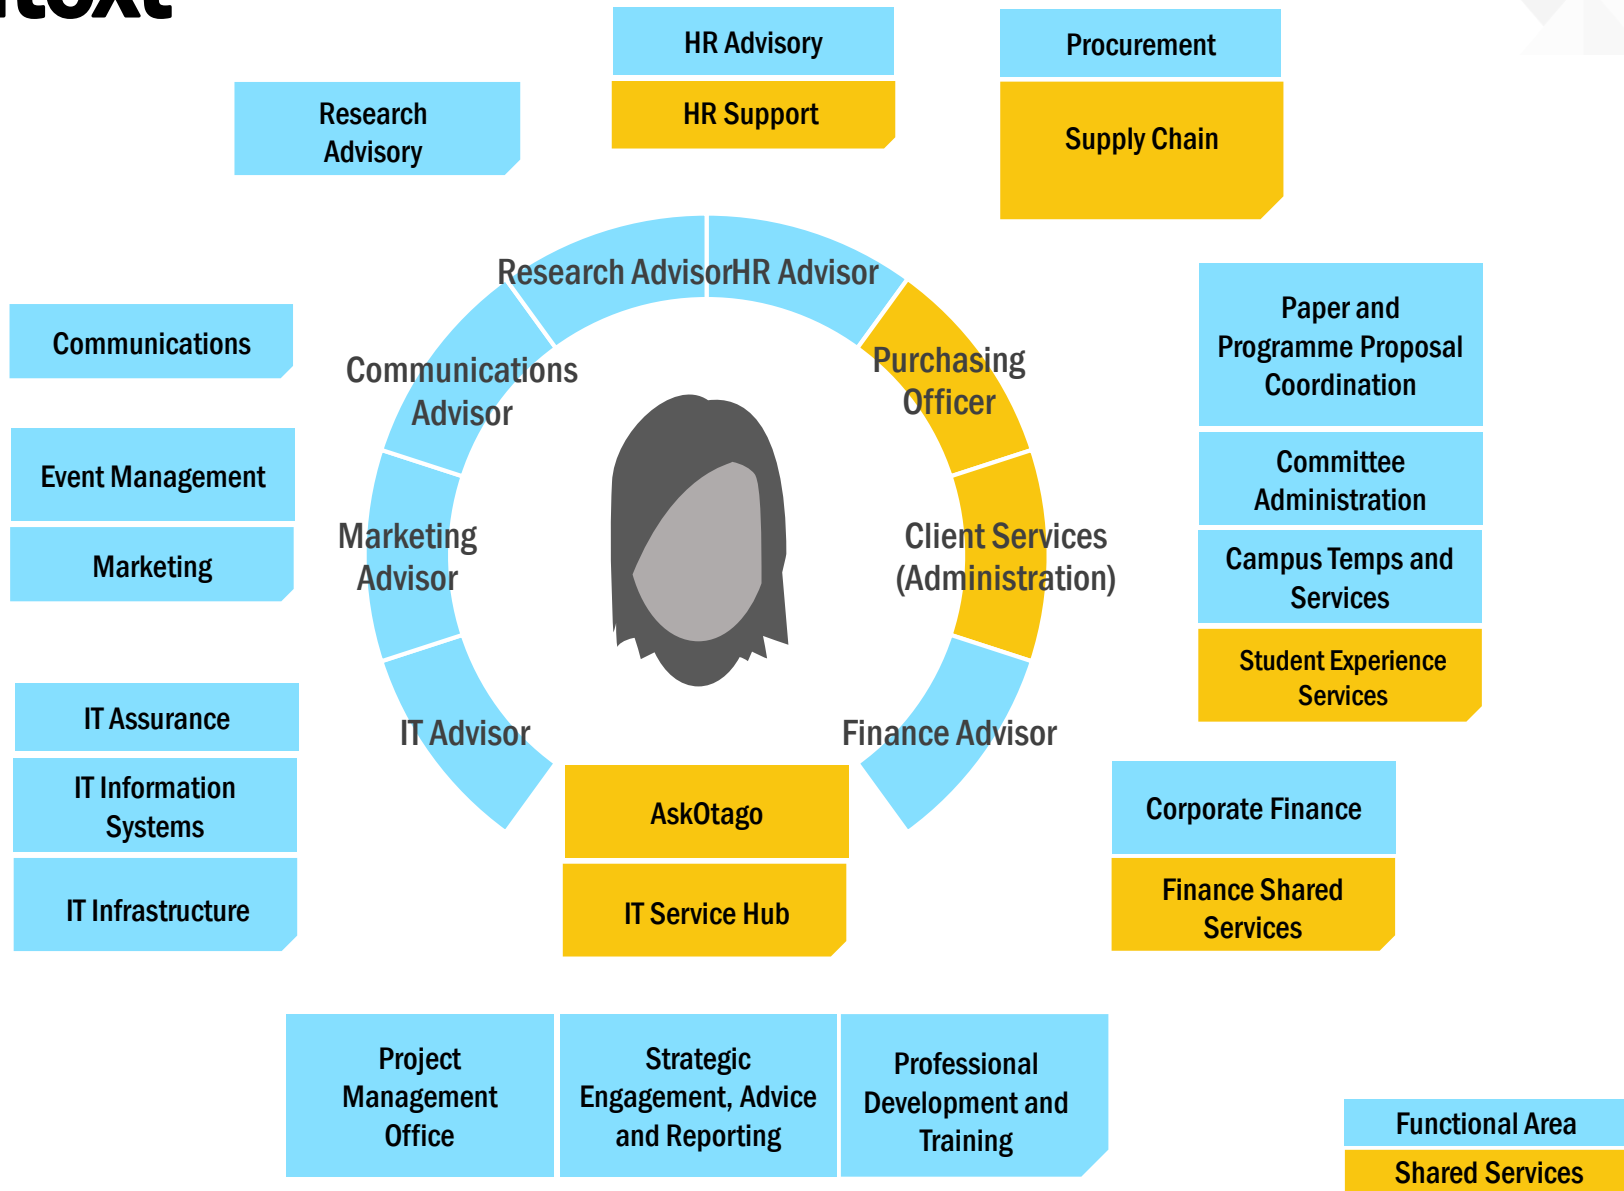 HR Advisory
HR Support
Procurement
Supply Chain
Research
Advisory
Research Advisor
HR Advisor
Communications
Advisor
Purchasing
Officer
Marketing
Advisor
Client Services
(Administration)
IT Advisor
Finance Advisor
Communications
Event Management
Marketing
IT Assurance
IT Information
Systems
IT Infrastructure
AskOtago
IT Service Hub
Paper and
Programme Proposal
Coordination
Committee
Administration
Campus Temps and
Services
Student Experience
Services
Corporate Finance
Finance Shared
Services
Project
Management
Office
Strategic
Engagement, Advice
and Reporting
Professional
Development and
Training
Functional Area
Shared Services